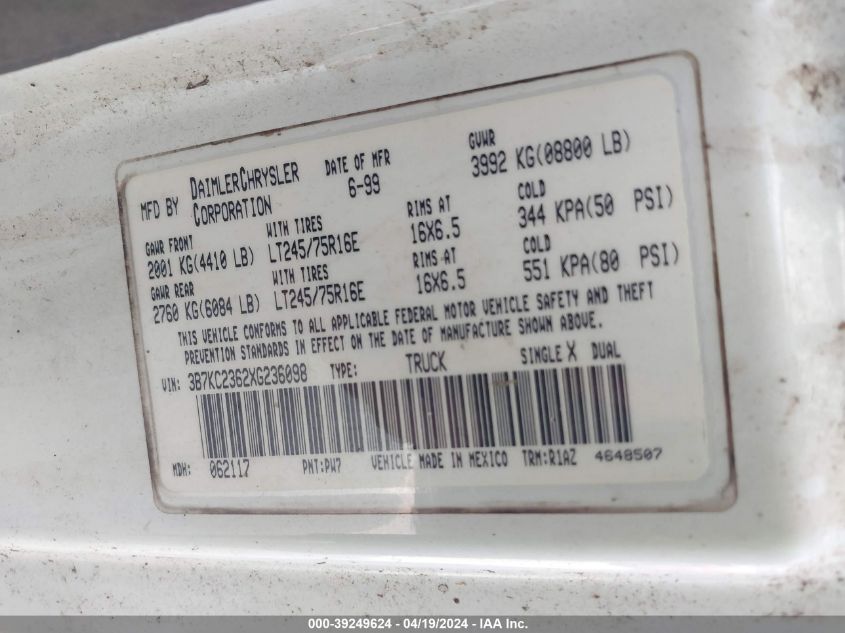 MFD BY DAIMLERCHRYSLER CORPORATION DATE OF MFR 6-99 GVWR 3992 KG(08800 LB)
GAWR FRONT WITH TIRES RIMS AT COLD
2001 KG(4410 LB) LT245/75R16E 16X6.5 344 KPA(50 PSI)
GAWR REAR WITH TIRES RIMS AT COLD
2760 KG(6084 LB) LT245/75R16E 16X6.5 551 KPA(80 PSI)
THIS VEHICLE CONFORMS TO ALL APPLICABLE FEDERAL MOTOR VEHICLE SAFETY AND THEFT
PREVENTION STANDARDS IN EFFECT ON THE DATE OF MANUFACTURE SHOWN ABOVE.
VIN: 3B7KC2362XG236098 TYPE: TRUCK SINGLE X DUAL
MDH: 062117 PNT:PW7 VEHICLE MADE IN MEXICO TRM:R1AZ 4648507
000-39249624 - 04/19/2024 - IAA Inc.